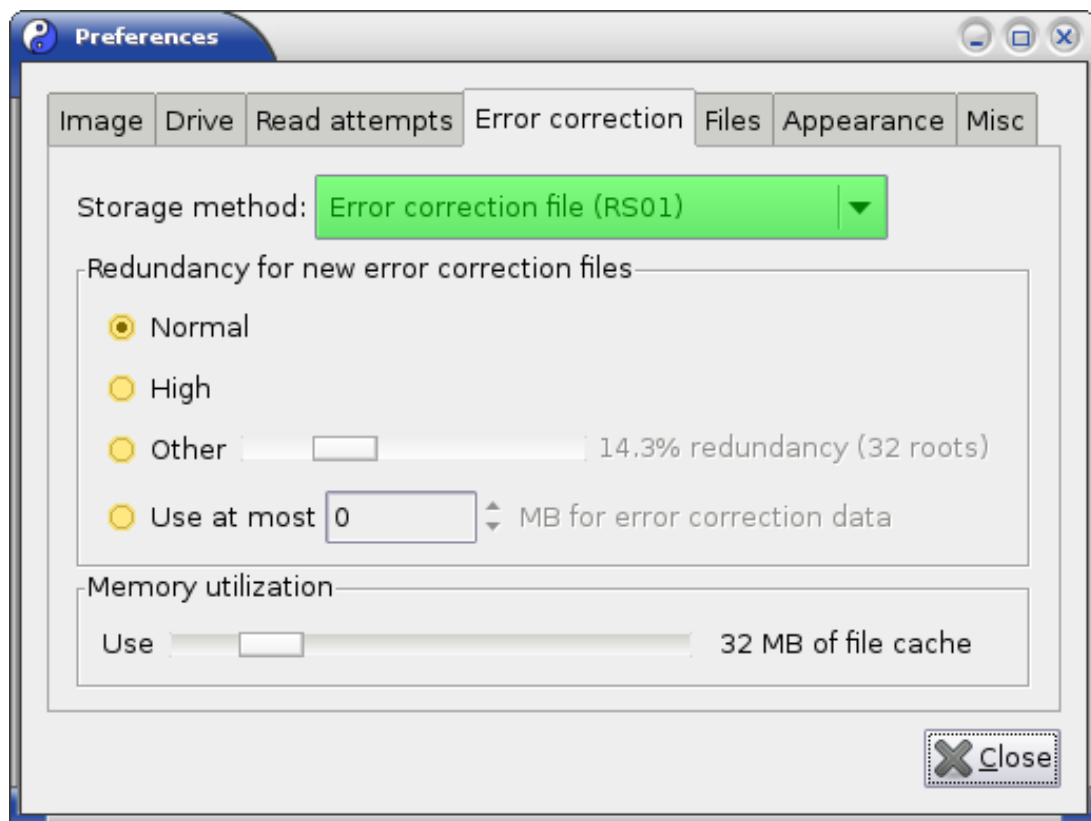 Preferences
Image Drive Read attempts Error correction Files Appearance Misc
Storage method: Error correction file (RS01)
Redundancy for new error correction files
Normal
High
Other 14.3% redundancy (32 roots)
Use at most 0 MB for error correction data
Memory utilization
Use 32 MB of file cache
Close